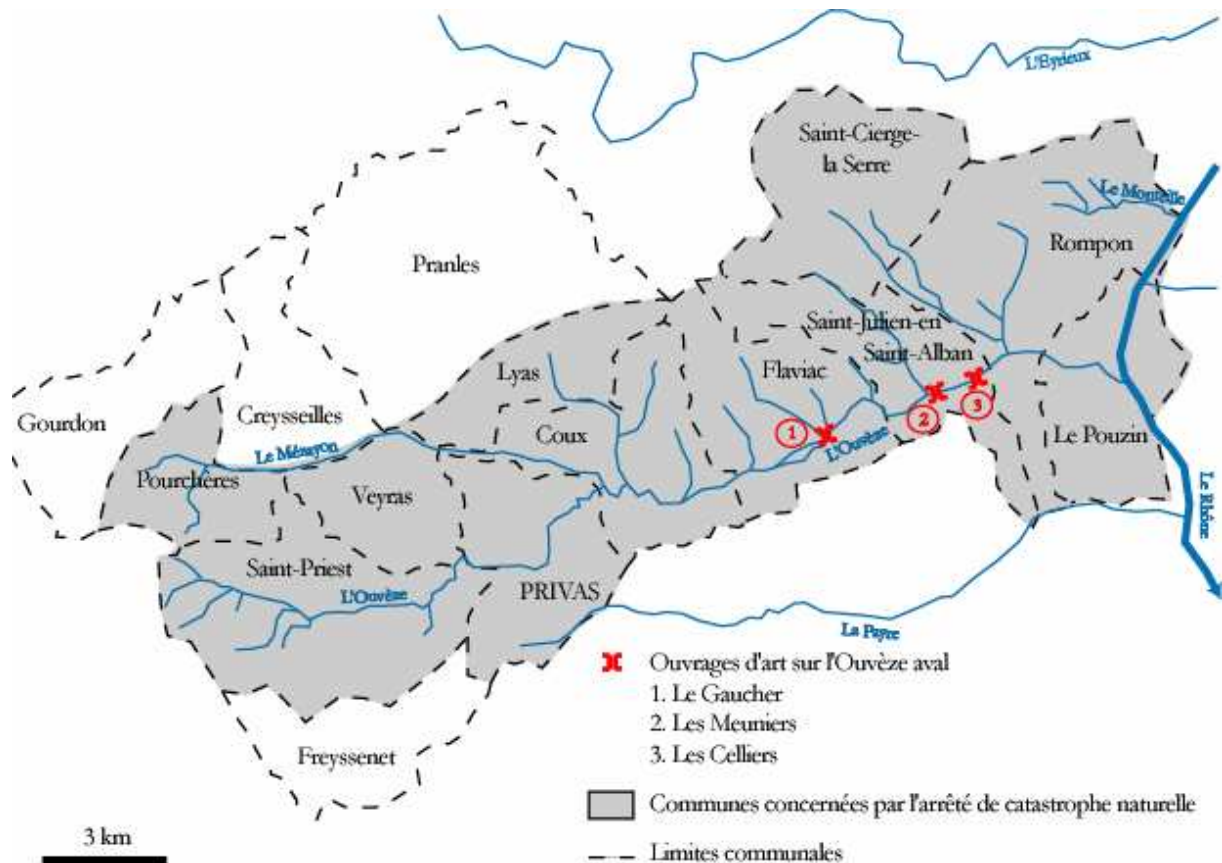 L'Eyrieux
Saint-Cierge-
la Serre
Le Monteille
Rompon
Pranles
Saint-Julien-en
Saint-Alban
Lyas
Flaviac
Gourdon
Creysseilles
Coux
1
2
3
Le Pouzin
Le Mézayon
L'Ouvèze
Pourchères
Veyras
Le Rhône
Saint-Priest
L'Ouvèze
PRIVAS
La Payre
Ouvrages d'art sur l'Ouvèze aval
1. Le Gaucher
2. Les Meuniers
3. Les Celliers
Freyssenet
Communes concernées par l'arrêté de catastrophe naturelle
3 km
Limites communales